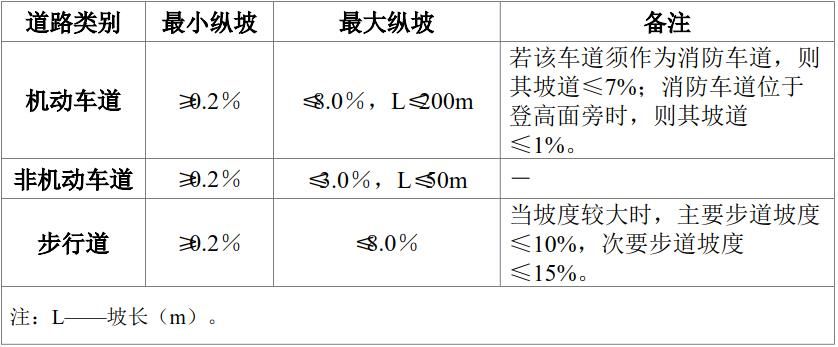 道路类别 最小纵坡 最大纵坡 备注
机动车道 ≥0.2% ≤8.0%，L≤200m 若该车道须作为消防车道，则
其坡道≤7%；消防车道位于
登高面旁时，则其坡道
≤1%。
非机动车道 ≥0.2% ≤3.0%，L≤50m —
步行道 ≥0.2% ≤8.0% 当坡度较大时，主要步道坡度
≤10%，次要步道坡度
≤15%。
注：L——坡长（m）。